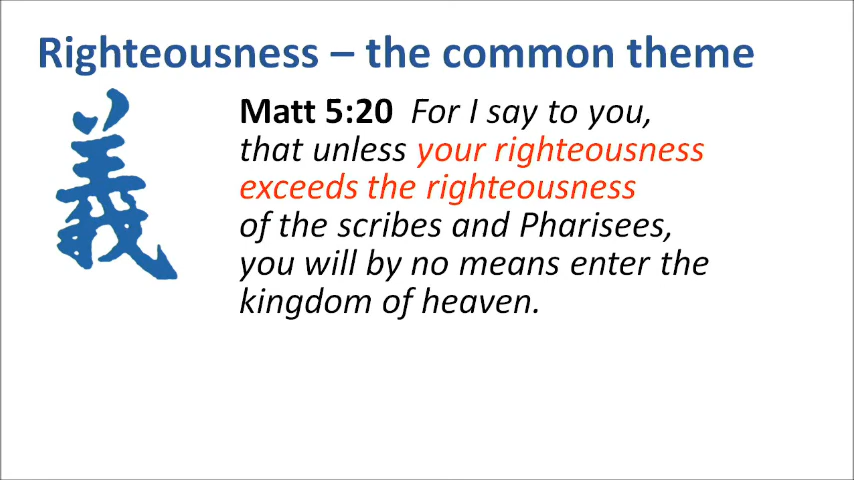 Righteousness – the common theme
義
Matt 5:20 For I say to you,
that unless your righteousness
exceeds the righteousness
of the scribes and Pharisees,
you will by no means enter the
kingdom of heaven.